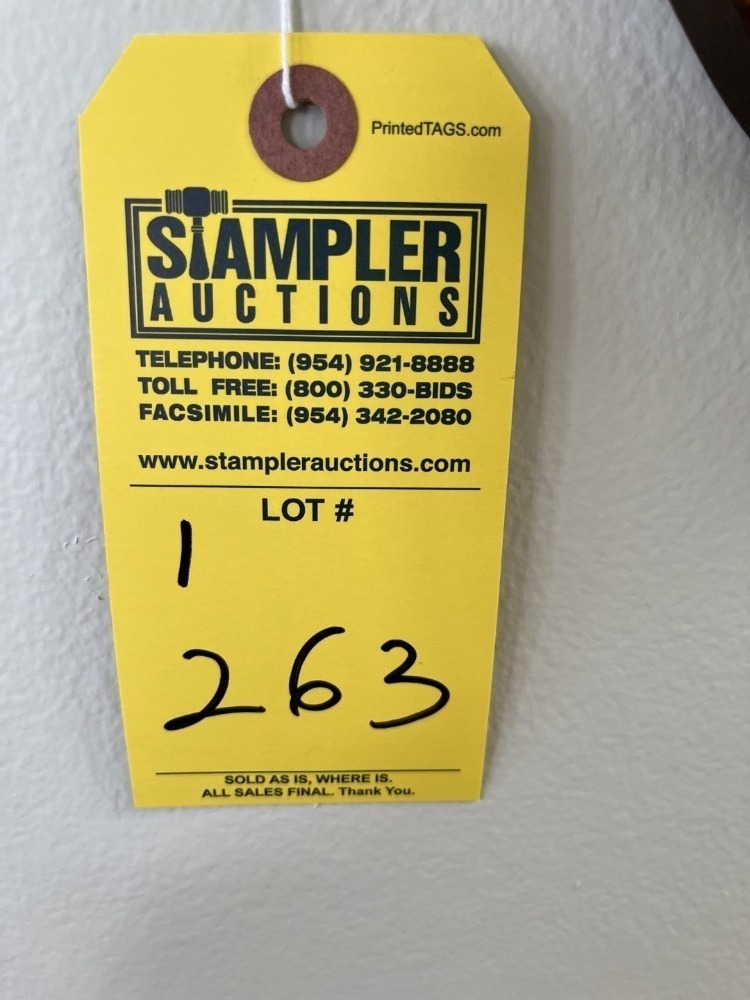 PrintedTAGS.com
STAMPLER
AUCTIONS
TELEPHONE: (954) 921-8888
TOLL FREE: (800) 330-BIDS
FACSIMILE: (954) 342-2080
www.stamplerauctions.com
LOT #
1
263
SOLD AS IS, WHERE IS.
ALL SALES FINAL. Thank You.